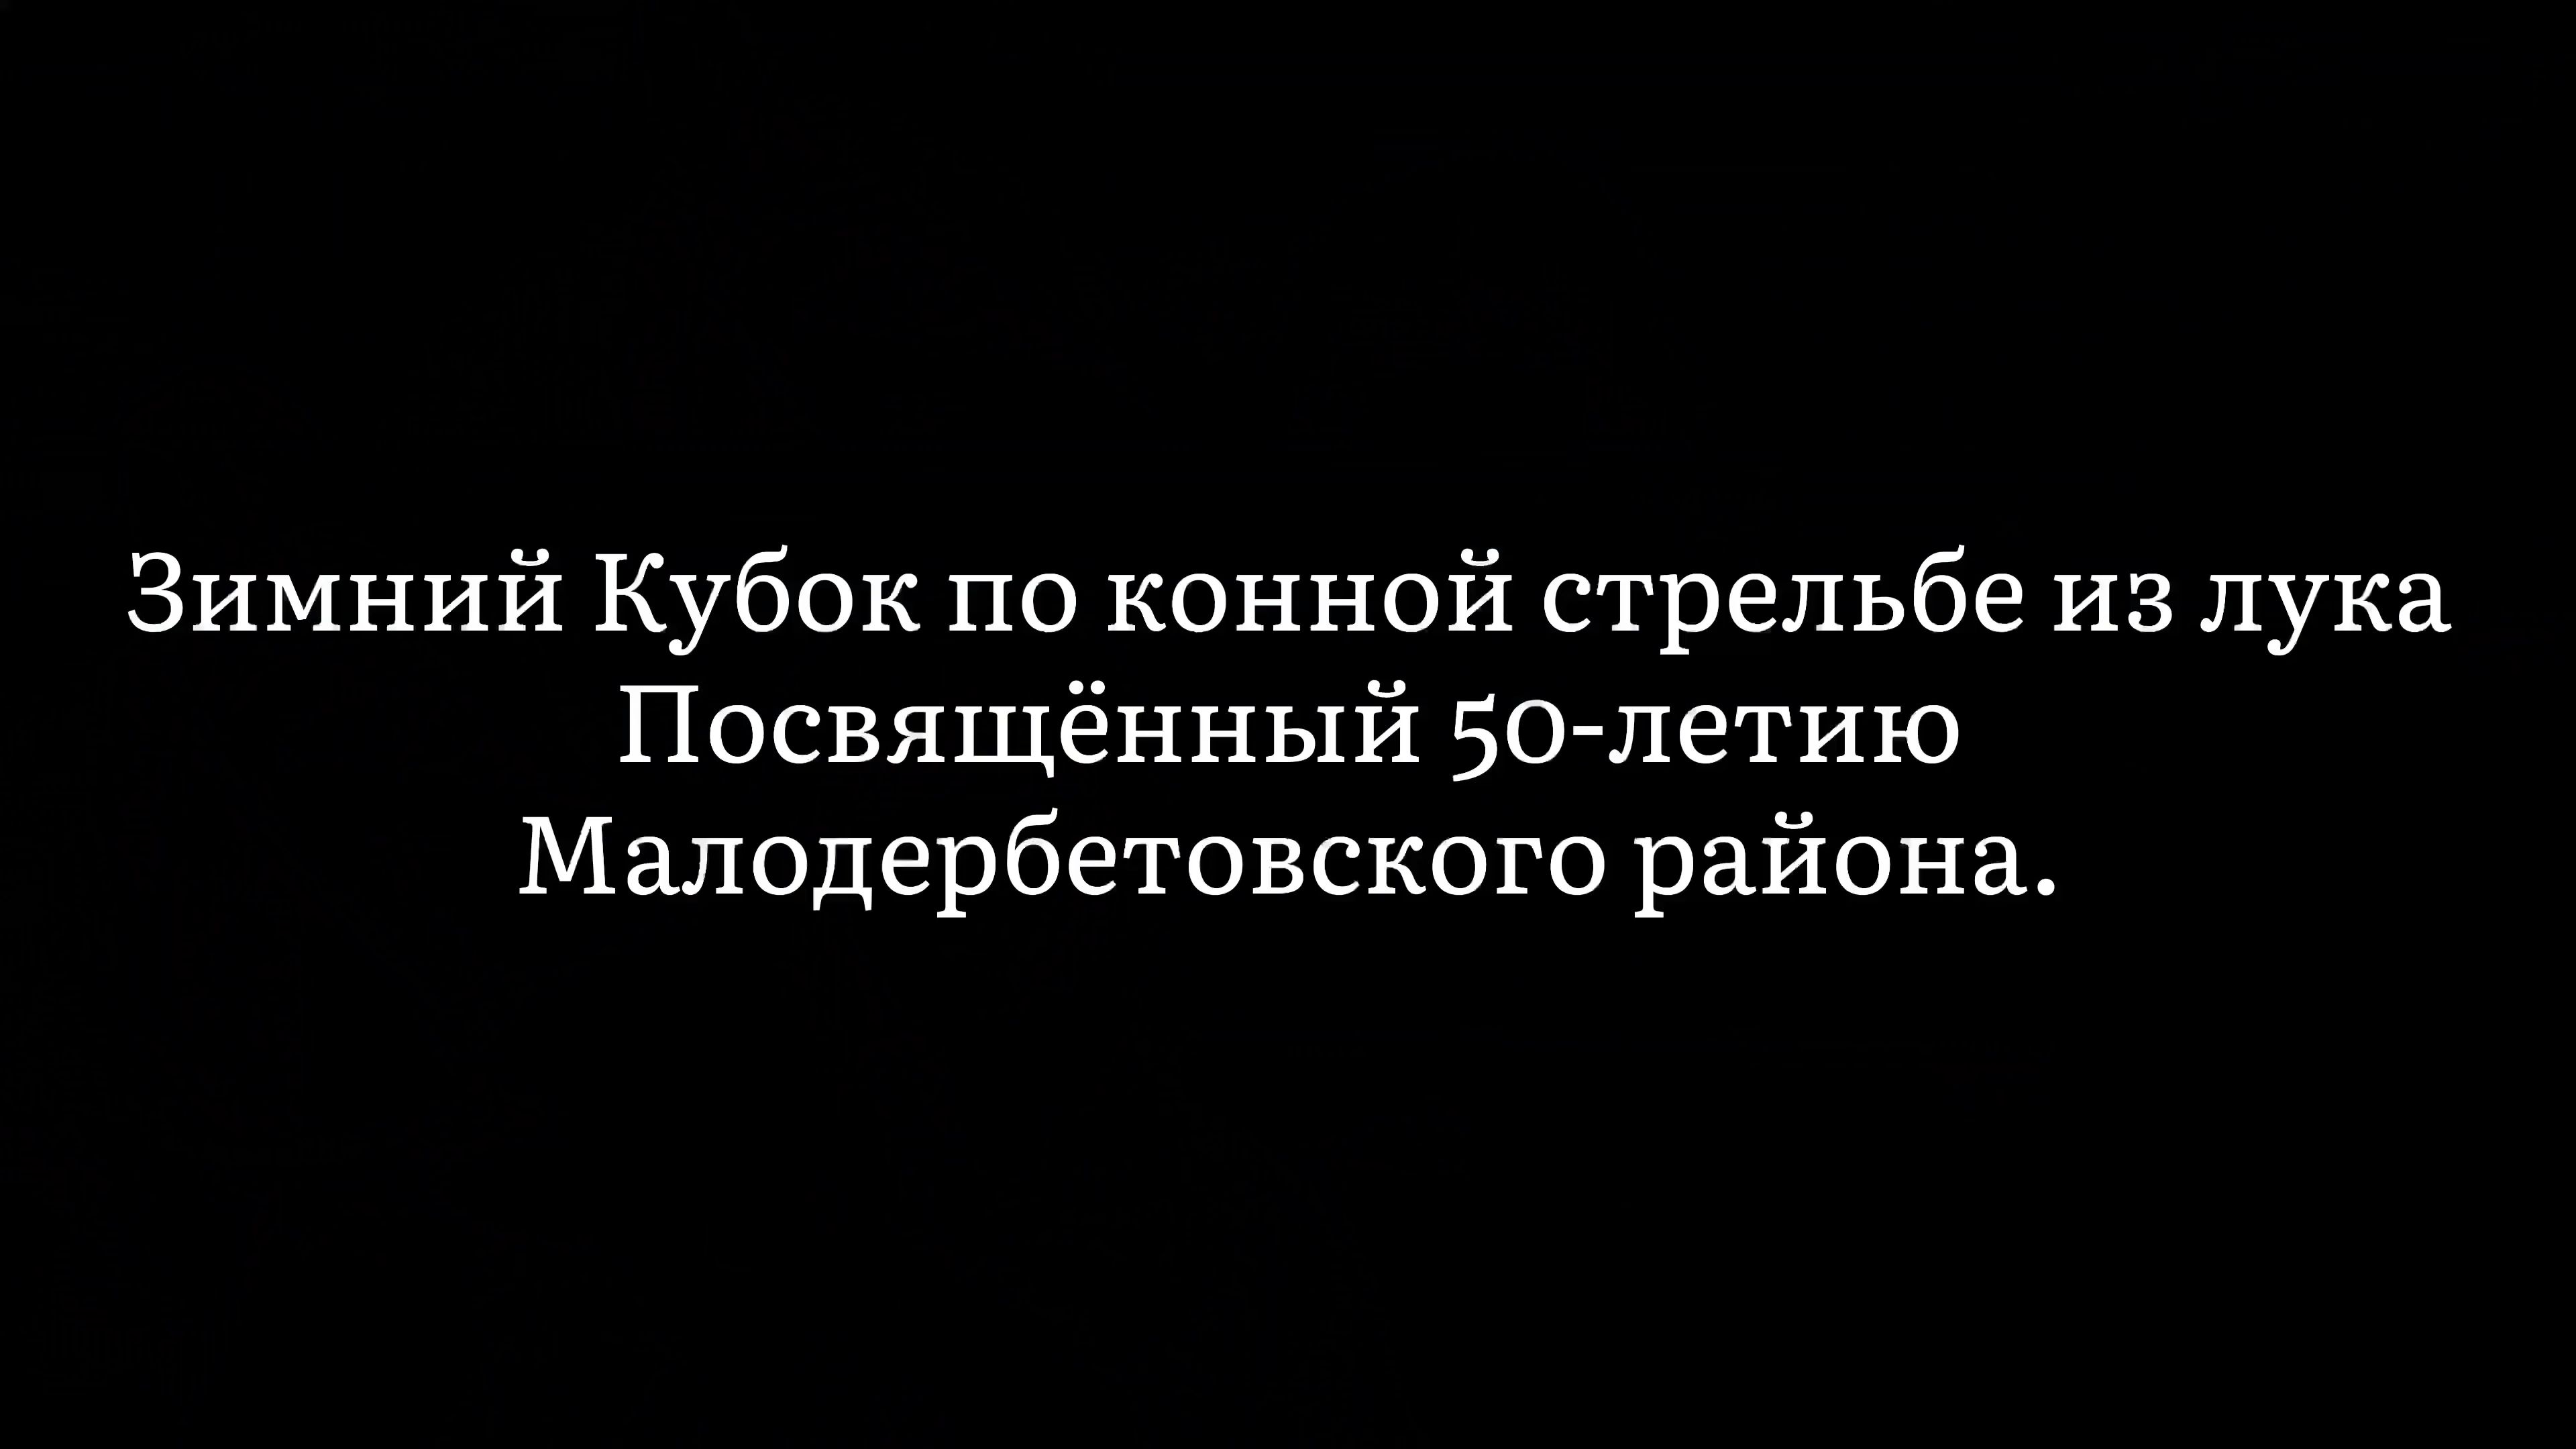 Зимний Кубок по конной стрельбе из лука
Посвящённый 50-летию
Малодербетовского района.